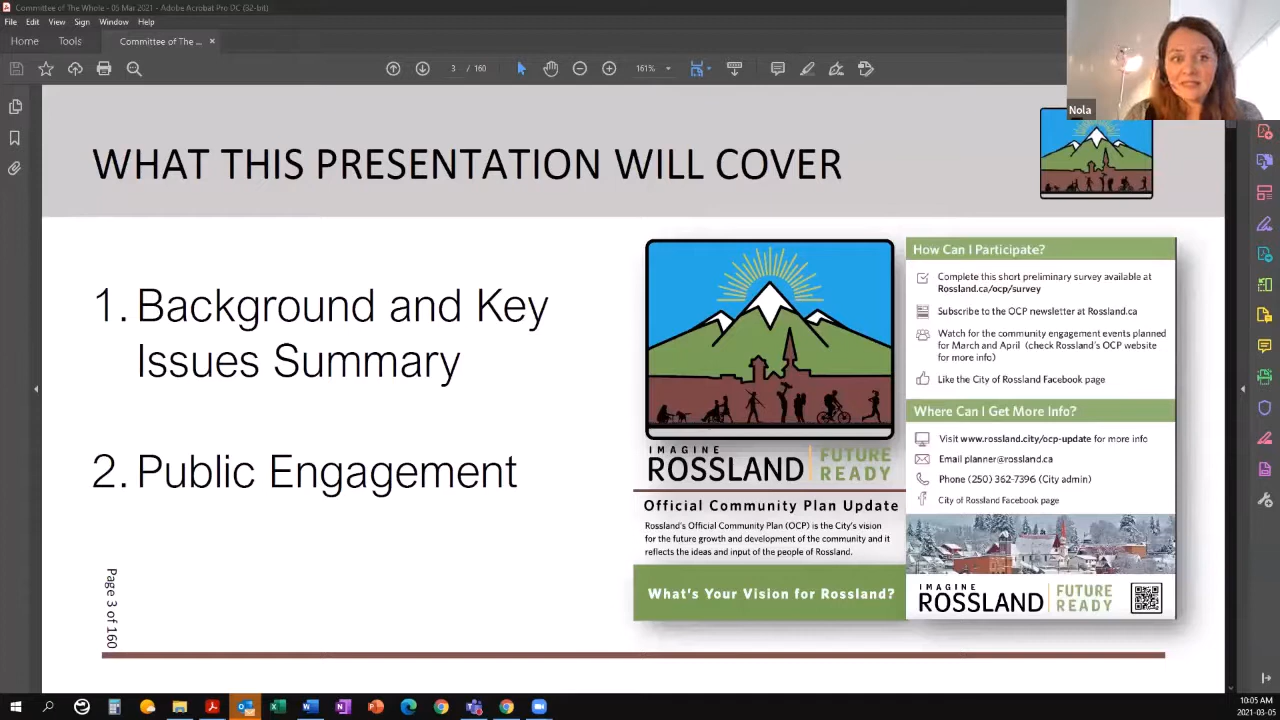 Committee of The Whole - 05 Mar 2021 - Adobe Acrobat Pro DC (32-bit)
File Edit View Sign Window Help
Home Tools Committee of The ... ×
3 / 160 161%
Nola
WHAT THIS PRESENTATION WILL COVER
1. Background and Key
Issues Summary
2. Public Engagement
Page 3 of 160
IMAGINE
ROSSLAND
FUTURE
READY
Official Community Plan Update
Rossland's Official Community Plan (OCP) is the City's vision
for the future growth and development of the community and it
reflects the ideas and input of the people of Rossland.
What's Your Vision for Rossland?
How Can I Participate?
Complete this short preliminary survey available at
Rossland.ca/ocp/survey
Subscribe to the OCP newsletter at Rossland.ca
Watch for the community engagement events planned
for March and April (check Rossland's OCP website
for more info)
Like the City of Rossland Facebook page
Where Can I Get More Info?
Visit www.rossland.city/ocp-update for more info
Email planner@rossland.ca
Phone (250) 362-7396 (City admin)
City of Rossland Facebook page
IMAGINE
ROSSLAND
FUTURE
READY
10:05 AM
2021-03-05